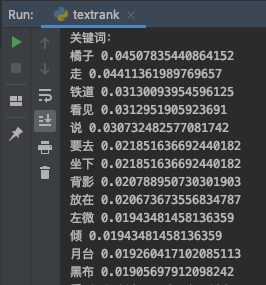 Run: textrank ×
关键词:
橘子 0.04507835440864152
走 0.04411361989769657
铁道 0.03130093954596125
看见 0.0312951905923691
说 0.030732482577081742
要去 0.021851636692440182
坐下 0.021851636692440182
背影 0.020788950730301903
放在 0.020673673556834787
左微 0.01943481458136359
倾 0.01943481458136359
月台 0.019260417102085113
黑布 0.01905697912098242